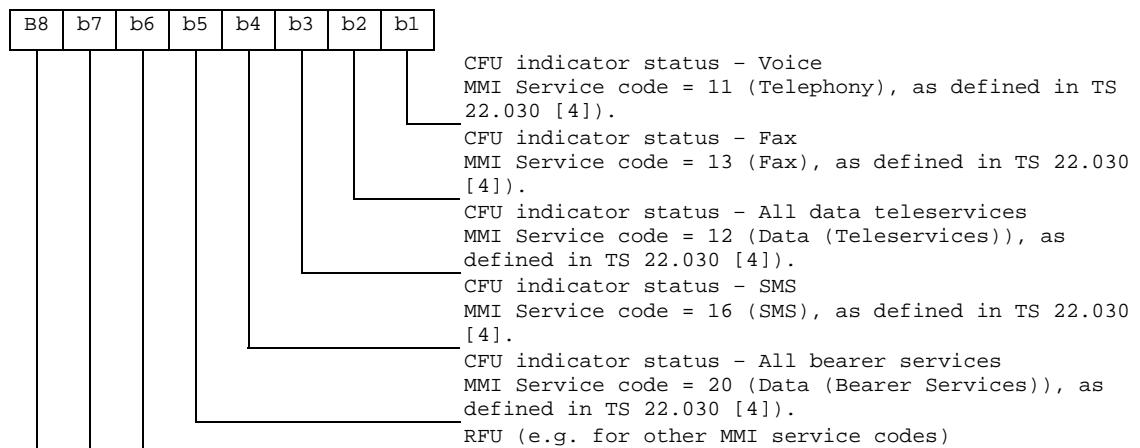 B8 b7 b6 b5 b4 b3 b2 b1
CFU indicator status – Voice
MMI Service code = 11 (Telephony), as defined in TS
22.030 [4]).
CFU indicator status – Fax
MMI Service code = 13 (Fax), as defined in TS 22.030
[4]).
CFU indicator status – All data teleservices
MMI Service code = 12 (Data (Teleservices)), as
defined in TS 22.030 [4]).
CFU indicator status – SMS
MMI Service code = 16 (SMS), as defined in TS 22.030
[4].
CFU indicator status – All bearer services
MMI Service code = 20 (Data (Bearer Services)), as
defined in TS 22.030 [4]).
RFU (e.g. for other MMI service codes)